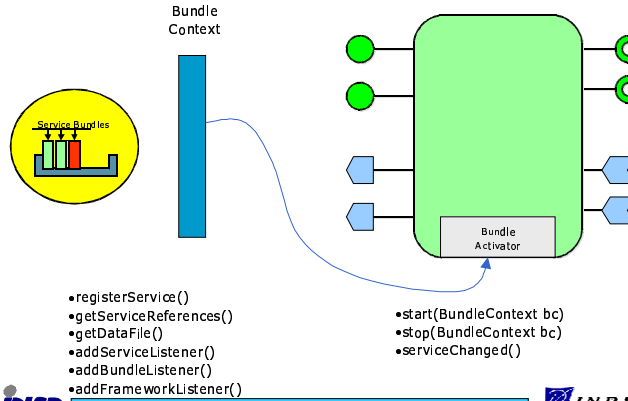 Bundle
Context
Service Bundles
Bundle
Activator
•registerService()
•getServiceReferences()
•getDataFile()
•addServiceListener()
•addBundleListener()
•addFrameworkListener()
•start(BundleContext bc)
•stop(BundleContext bc)
•serviceChanged()